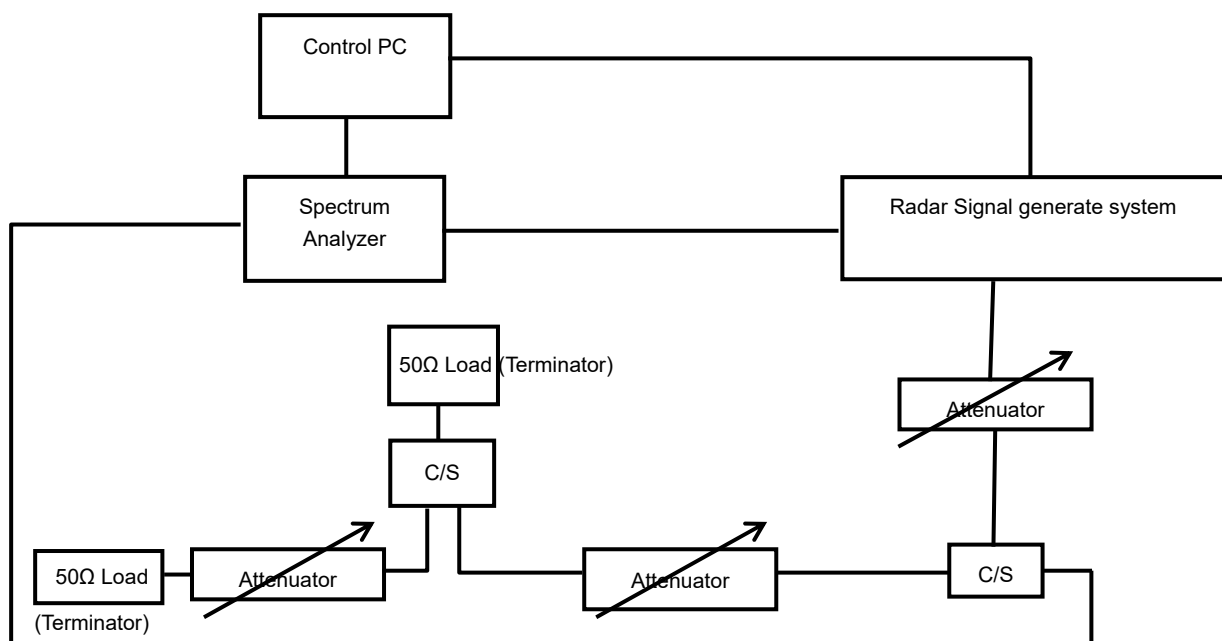 Control PC
Spectrum
Analyzer
Radar Signal generate system
50Ω Load (Terminator)
Attenuator
C/S
50Ω Load
(Terminator)
Attenuator
Attenuator
C/S